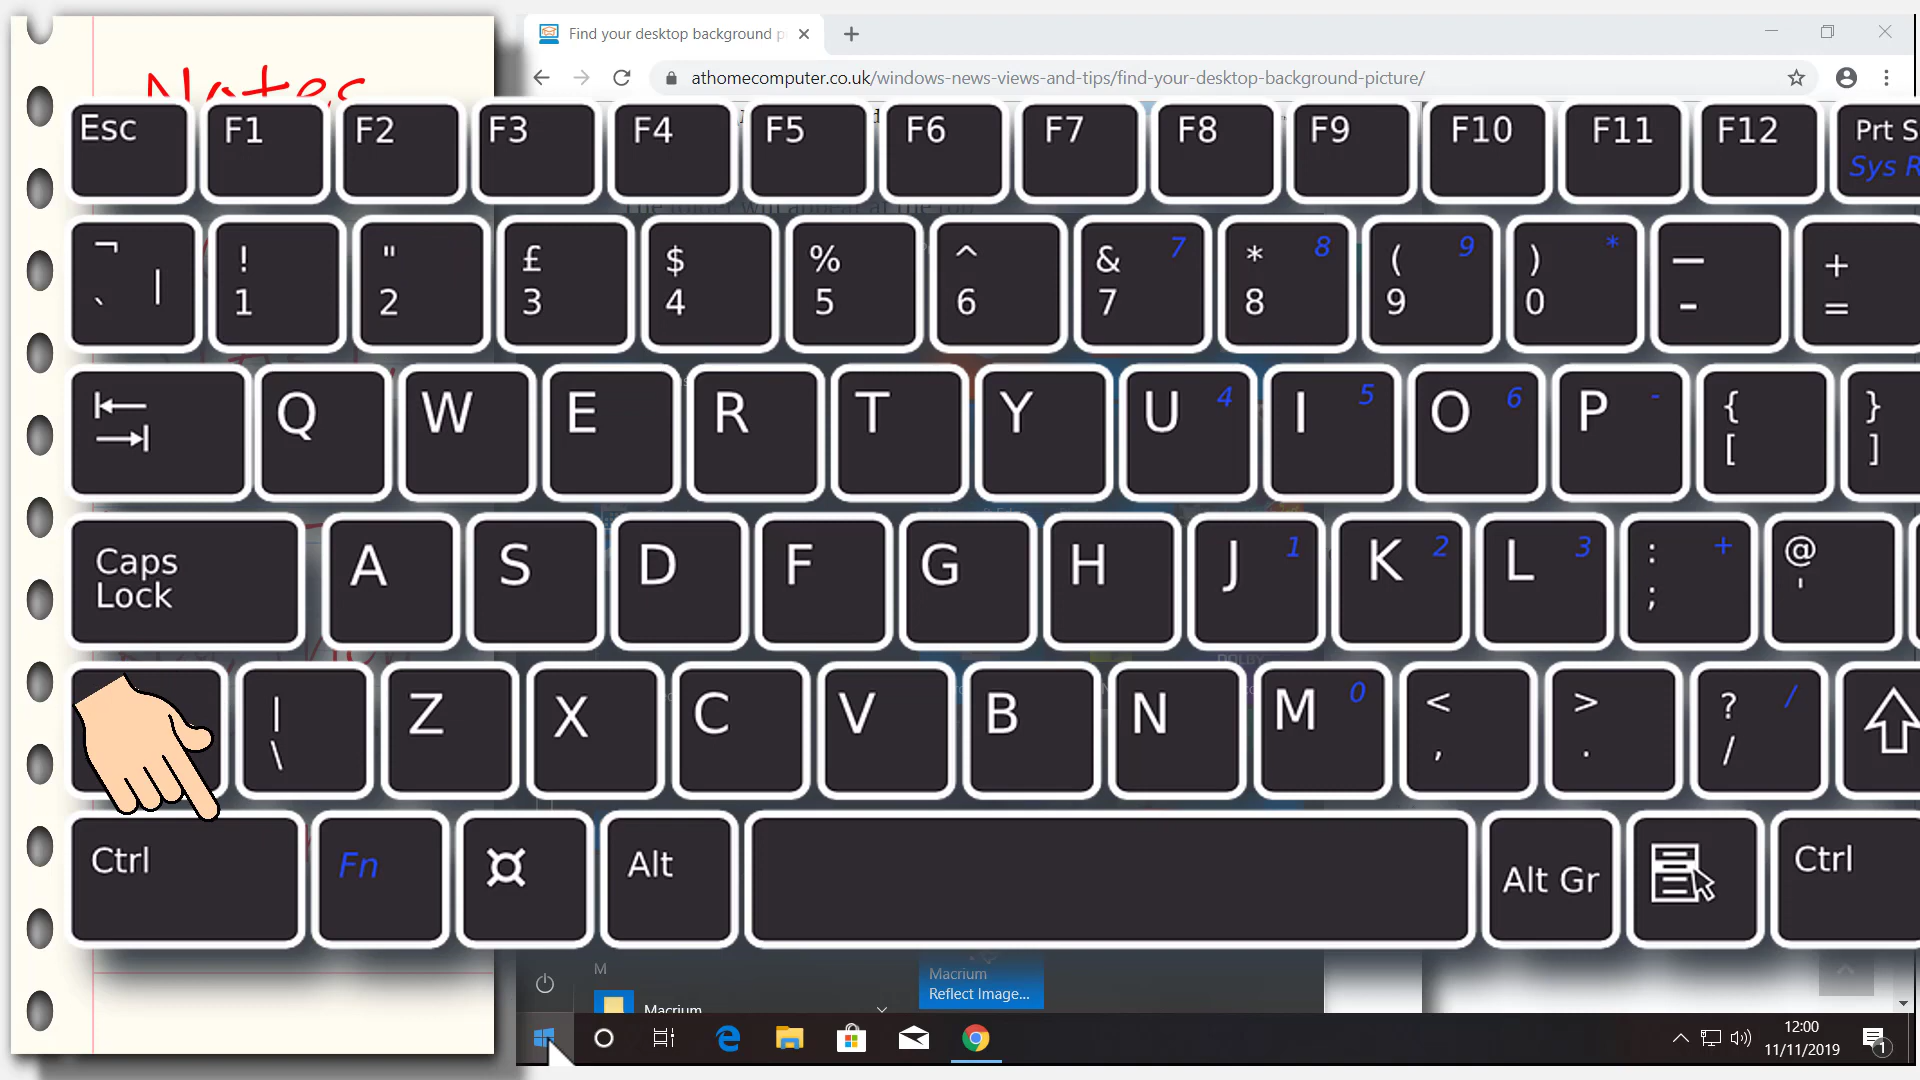 Find your desktop background p
athomecomputer.co.uk/windows-news-views-and-tips/find-your-desktop-background-picture/
Notes
Esc F1 F2 F3 F4 F5 F6 F7 F8 F9 F10 F11 F12 Prt S
Sys R
¬ ! " £ $ % ^ & 7 * 8 ( 9 ) * — +
` | 1 2 3 4 5 6 7 8 9 0 - =
Q W E R T Y U 4 I 5 O 6 P - { }
[ ]
Caps A S D F G H J 1 K 2 L 3 : + @
Lock ; '
| Z X C V B N M 0 < > ? /
\ , . /
Ctrl Fn ¤ Alt Alt Gr Ctrl
M
Macrium
Reflect Image...
Macrium
12:00
11/11/2019
1